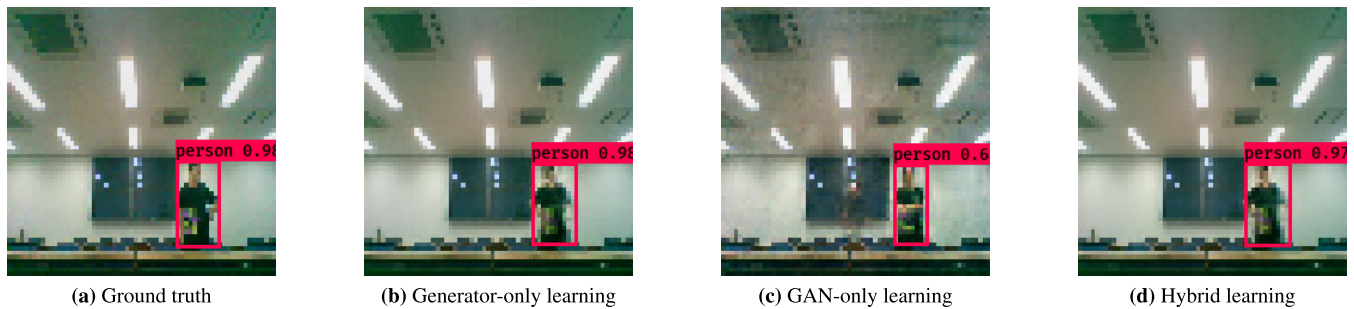 person 0.98
person 0.98
person 0.6
person 0.97
(a) Ground truth
(b) Generator-only learning
(c) GAN-only learning
(d) Hybrid learning